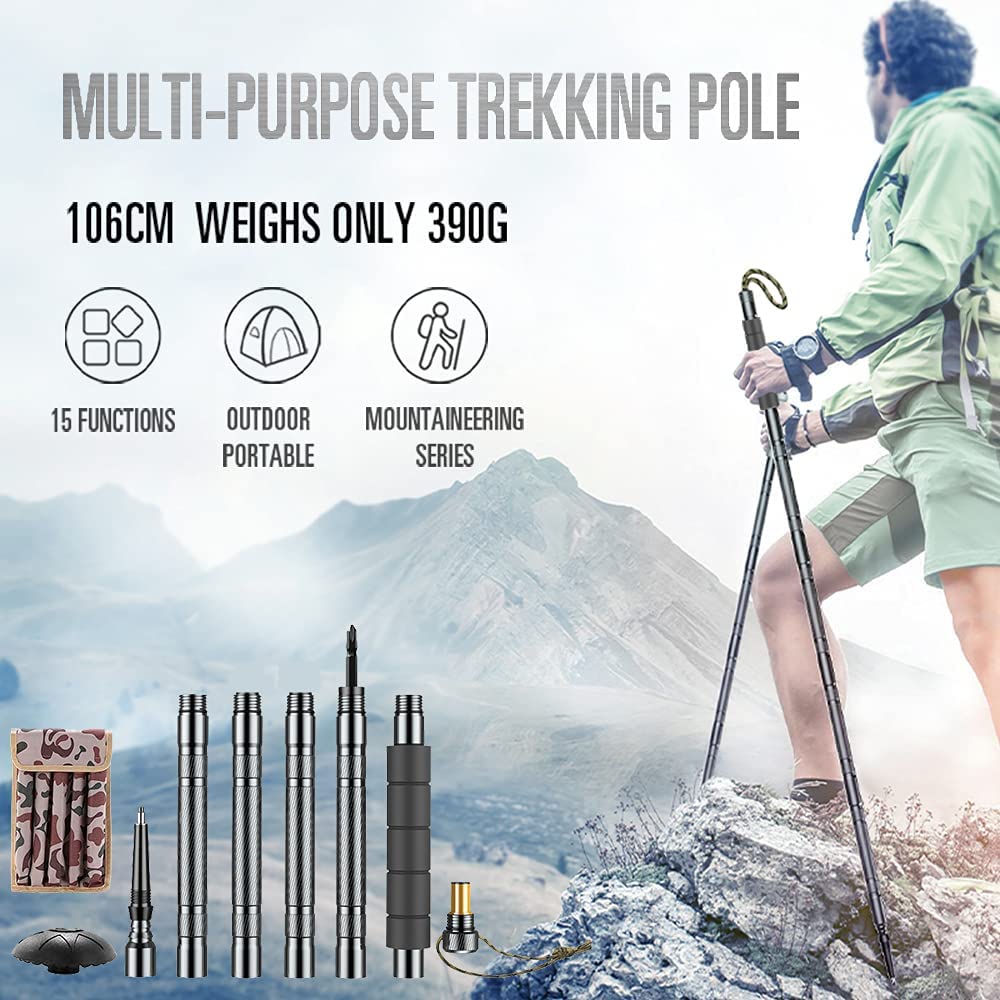 MULTI-PURPOSE TREKKING POLE
106CM WEIGHS ONLY 390G
15 FUNCTIONS
OUTDOOR
PORTABLE
MOUNTAINEERING
SERIES